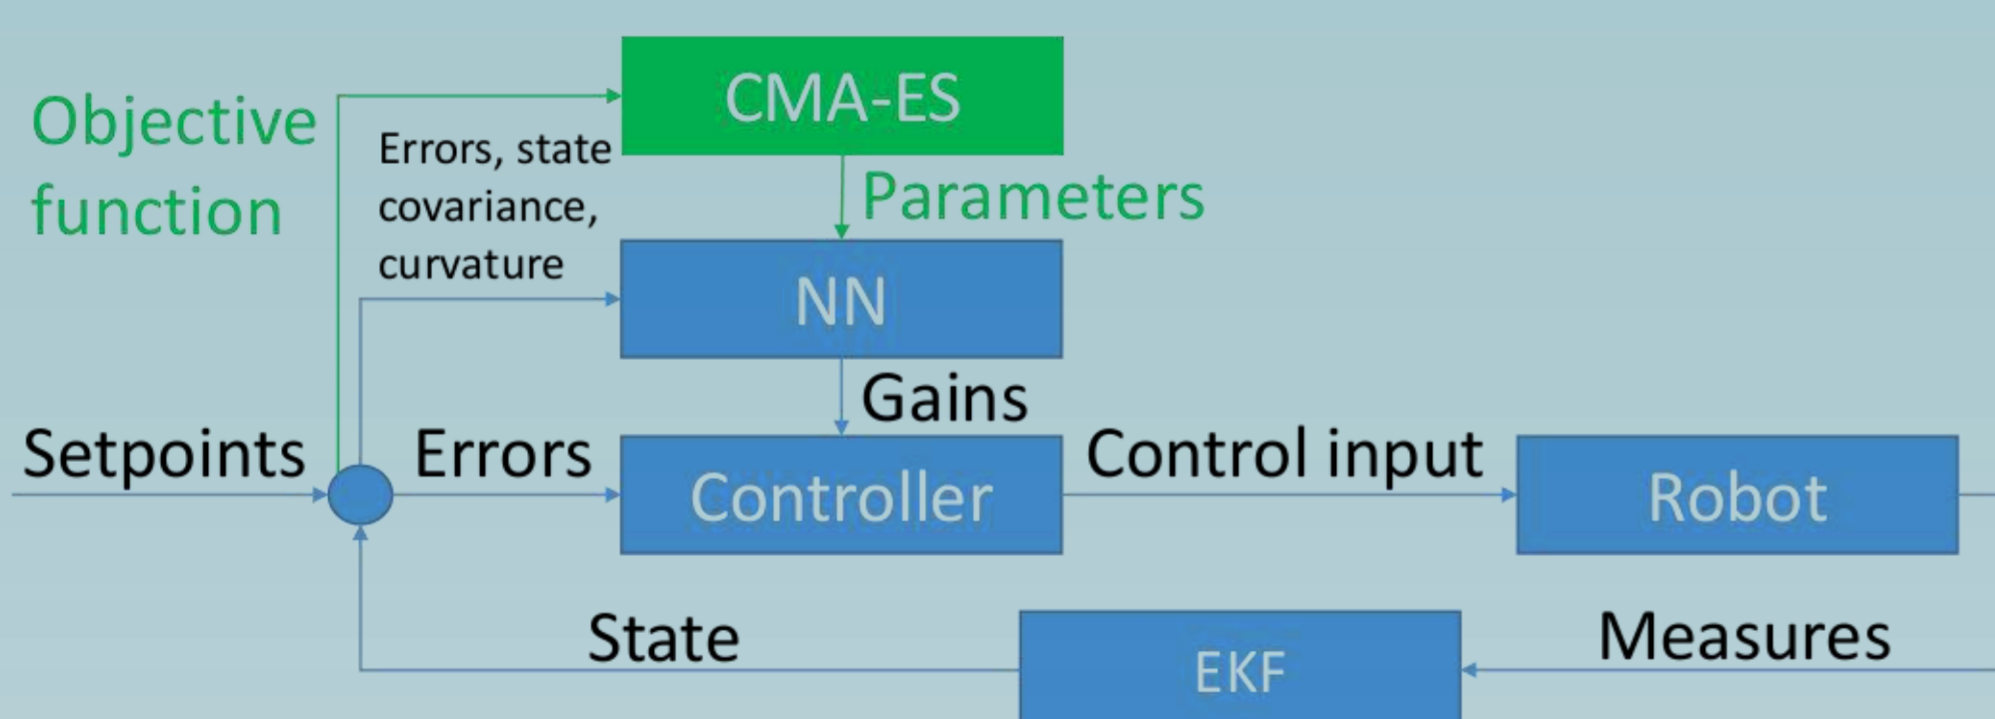 CMA-ES
Objective
function
Errors, state
covariance,
curvature
Parameters
NN
Gains
Setpoints
Errors
Controller
Control input
Robot
State
EKF
Measures